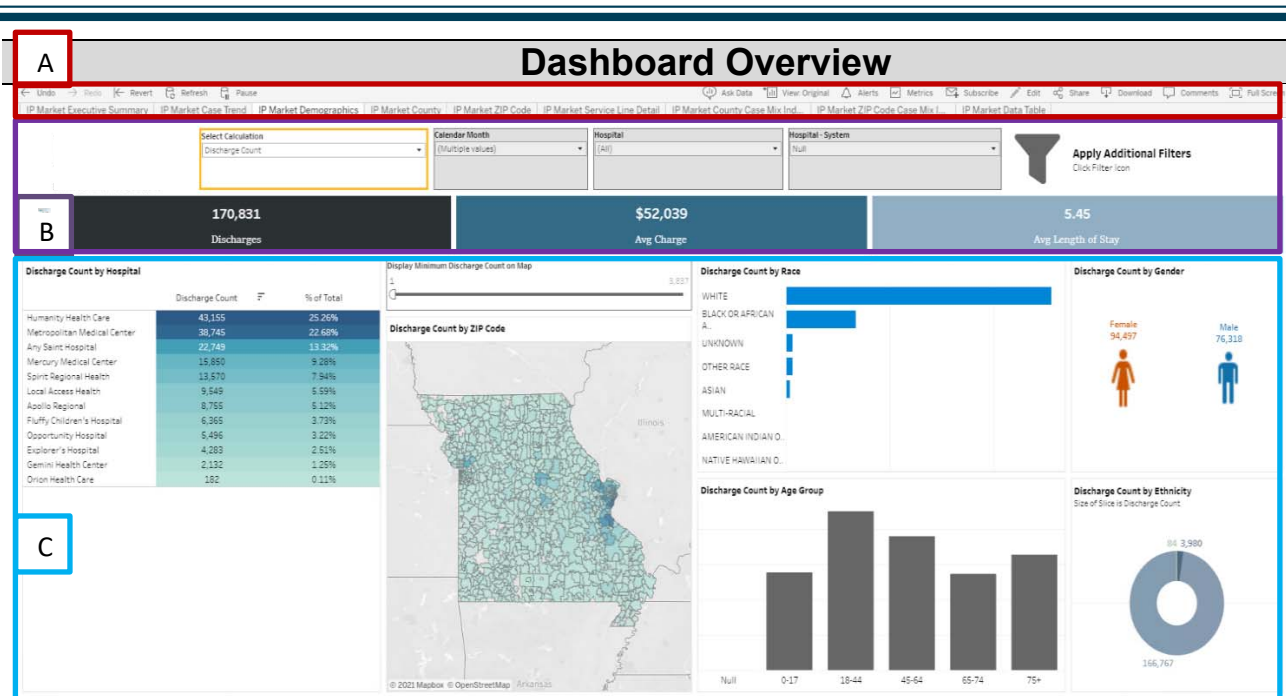 A
Dashboard Overview
Undo Redo Revert Refresh Pause Ask Data View: Original Alerts Metrics Subscribe Edit Share Download Comments Full Screen
IP Market Executive Summary IP Market Case Trend IP Market Demographics IP Market County IP Market ZIP Code IP Market Service Line Detail IP Market County Case Mix Ind... IP Market ZIP Code Case Mix I... IP Market Data Table
Select Calculation Calendar Month Hospital Hospital - System
Discharge Count (Multiple values) (All) Null
Apply Additional Filters
Click Filter icon
B
170,831 $52,039 5.45
Discharges Avg Charge Avg Length of Stay
C
Discharge Count by Hospital
Discharge Count % of Total
Humanity Health Care 43,155 25.26%
Metropolitan Medical Center 38,745 22.68%
Any Saint Hospital 22,749 13.32%
Mercury Medical Center 15,850 9.28%
Spirit Regional Health 13,570 7.94%
Local Access Health 9,549 5.59%
Apollo Regional 8,755 5.12%
Fluffy Children's Hospital 6,365 3.73%
Opportunity Hospital 5,496 3.22%
Explorer's Hospital 4,283 2.51%
Gemini Health Center 2,132 1.25%
Orion Health Care 182 0.11%
Display Minimum Discharge Count on Map
1 3,837
Discharge Count by ZIP Code
Illinois
© 2021 Mapbox © OpenStreetMap Arkansas
Discharge Count by Race
WHITE
BLACK OR AFRICAN
A..
UNKNOWN
OTHER RACE
ASIAN
MULTI-RACIAL
AMERICAN INDIAN O..
NATIVE HAWAIIAN O..
Discharge Count by Gender
Female Male
94,497 76,318
Discharge Count by Age Group
Null 0-17 18-44 45-64 65-74 75+
Discharge Count by Ethnicity
Size of Slice is Discharge Count
84 3,980
166,767